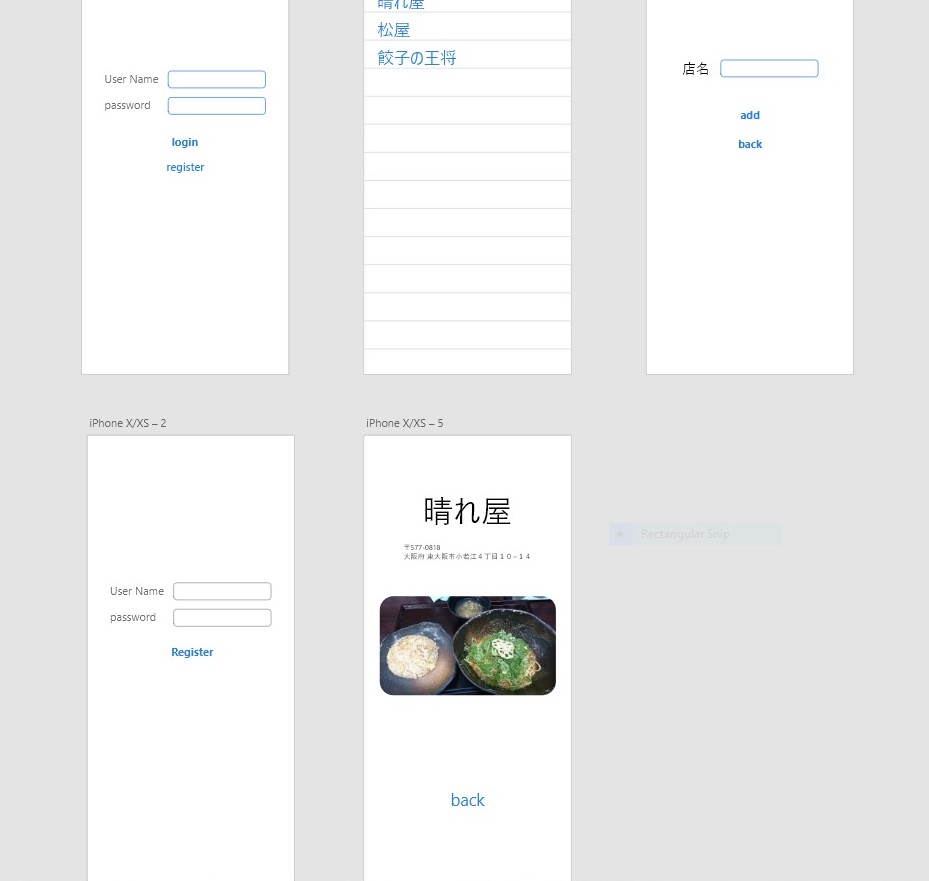 User Name
password
login
register
晴れ屋
松屋
餃子の王将
店名
add
back
iPhone X/XS – 2
User Name
password
Register
iPhone X/XS – 5
晴れ屋
〒577-0818
大阪府 東大阪市小若江４丁目１０−１４
back
Rectangular Snip